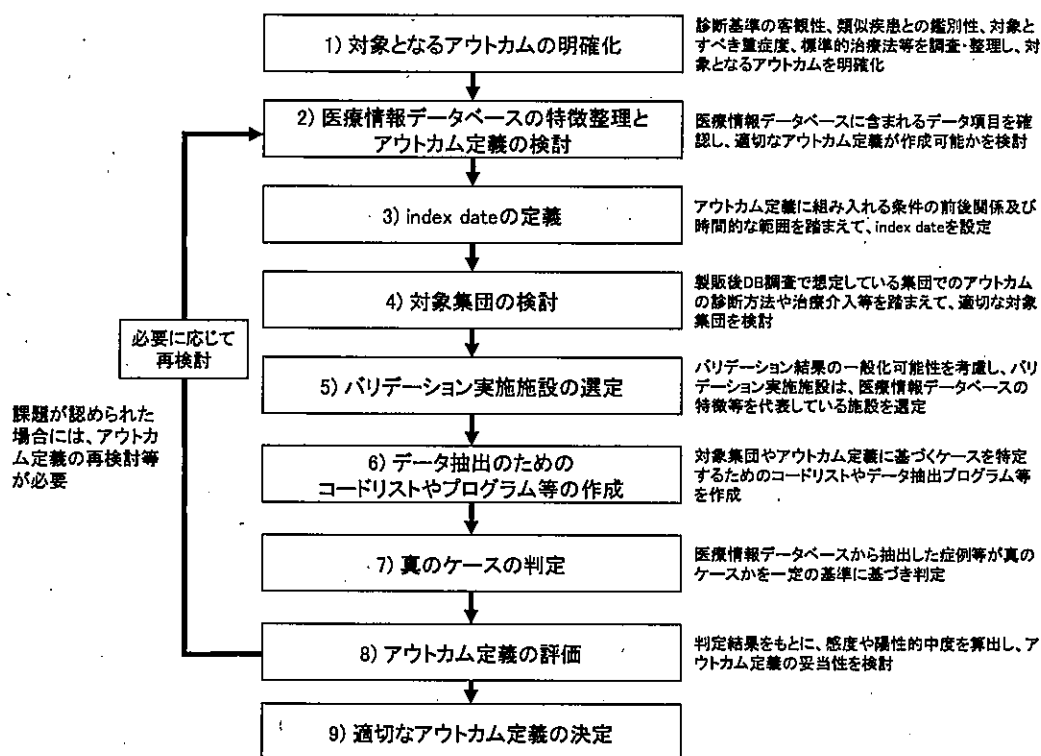 1) 対象となるアウトカムの明確化
診断基準の客観性、類似疾患との鑑別性、対象と
すべき重症度、標準的治療法等を調査・整理し、対
象となるアウトカムを明確化
2) 医療情報データベースの特徴整理と
アウトカム定義の検討
医療情報データベースに含まれるデータ項目を確
認し、適切なアウトカム定義が作成可能かを検討
3) index dateの定義
アウトカム定義に組み入れる条件の前後関係及び
時間的な範囲を踏まえて、index dateを設定
4) 対象集団の検討
製販後DB調査で想定している集団でのアウトカム
の診断方法や治療介入等を踏まえて、適切な対象
集団を検討
必要に応じて
再検討
5) バリデーション実施施設の選定
バリデーション結果の一般化可能性を考慮し、バリ
デーション実施施設は、医療情報データベースの
特徴等を代表している施設を選定
課題が認められた
場合には、アウトカ
ム定義の再検討等
が必要
6) データ抽出のための
コードリストやプログラム等の作成
対象集団やアウトカム定義に基づくケースを特定
するためのコードリストやデータ抽出プログラム等
を作成
7) 真のケースの判定
医療情報データベースから抽出した症例等が真の
ケースかを一定の基準に基づき判定
8) アウトカム定義の評価
判定結果をもとに、感度や陽性的中度を算出し、ア
ウトカム定義の妥当性を検討
9) 適切なアウトカム定義の決定